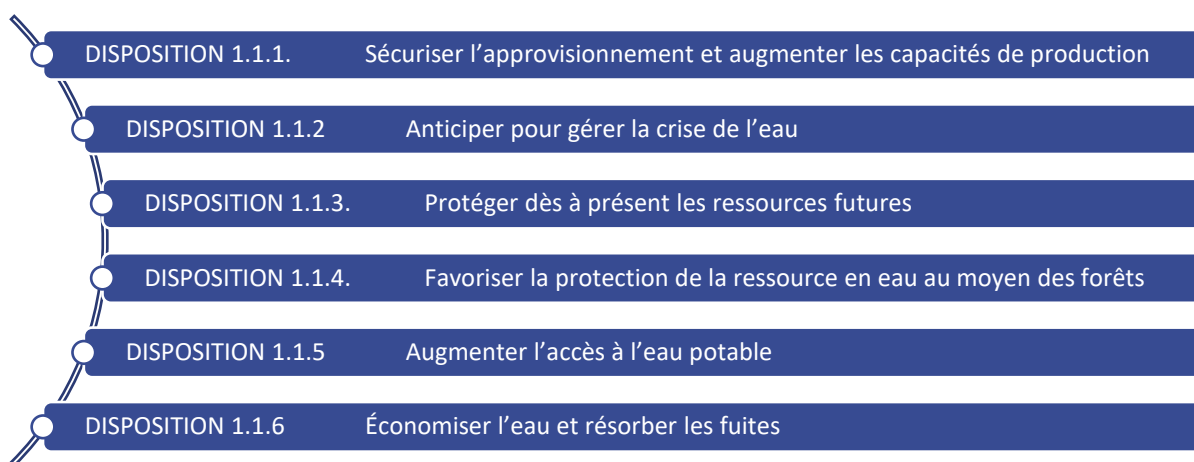 DISPOSITION 1.1.1. Sécuriser l’approvisionnement et augmenter les capacités de production
DISPOSITION 1.1.2 Anticiper pour gérer la crise de l’eau
DISPOSITION 1.1.3. Protéger dès à présent les ressources futures
DISPOSITION 1.1.4. Favoriser la protection de la ressource en eau au moyen des forêts
DISPOSITION 1.1.5 Augmenter l’accès à l’eau potable
DISPOSITION 1.1.6 Économiser l’eau et résorber les fuites